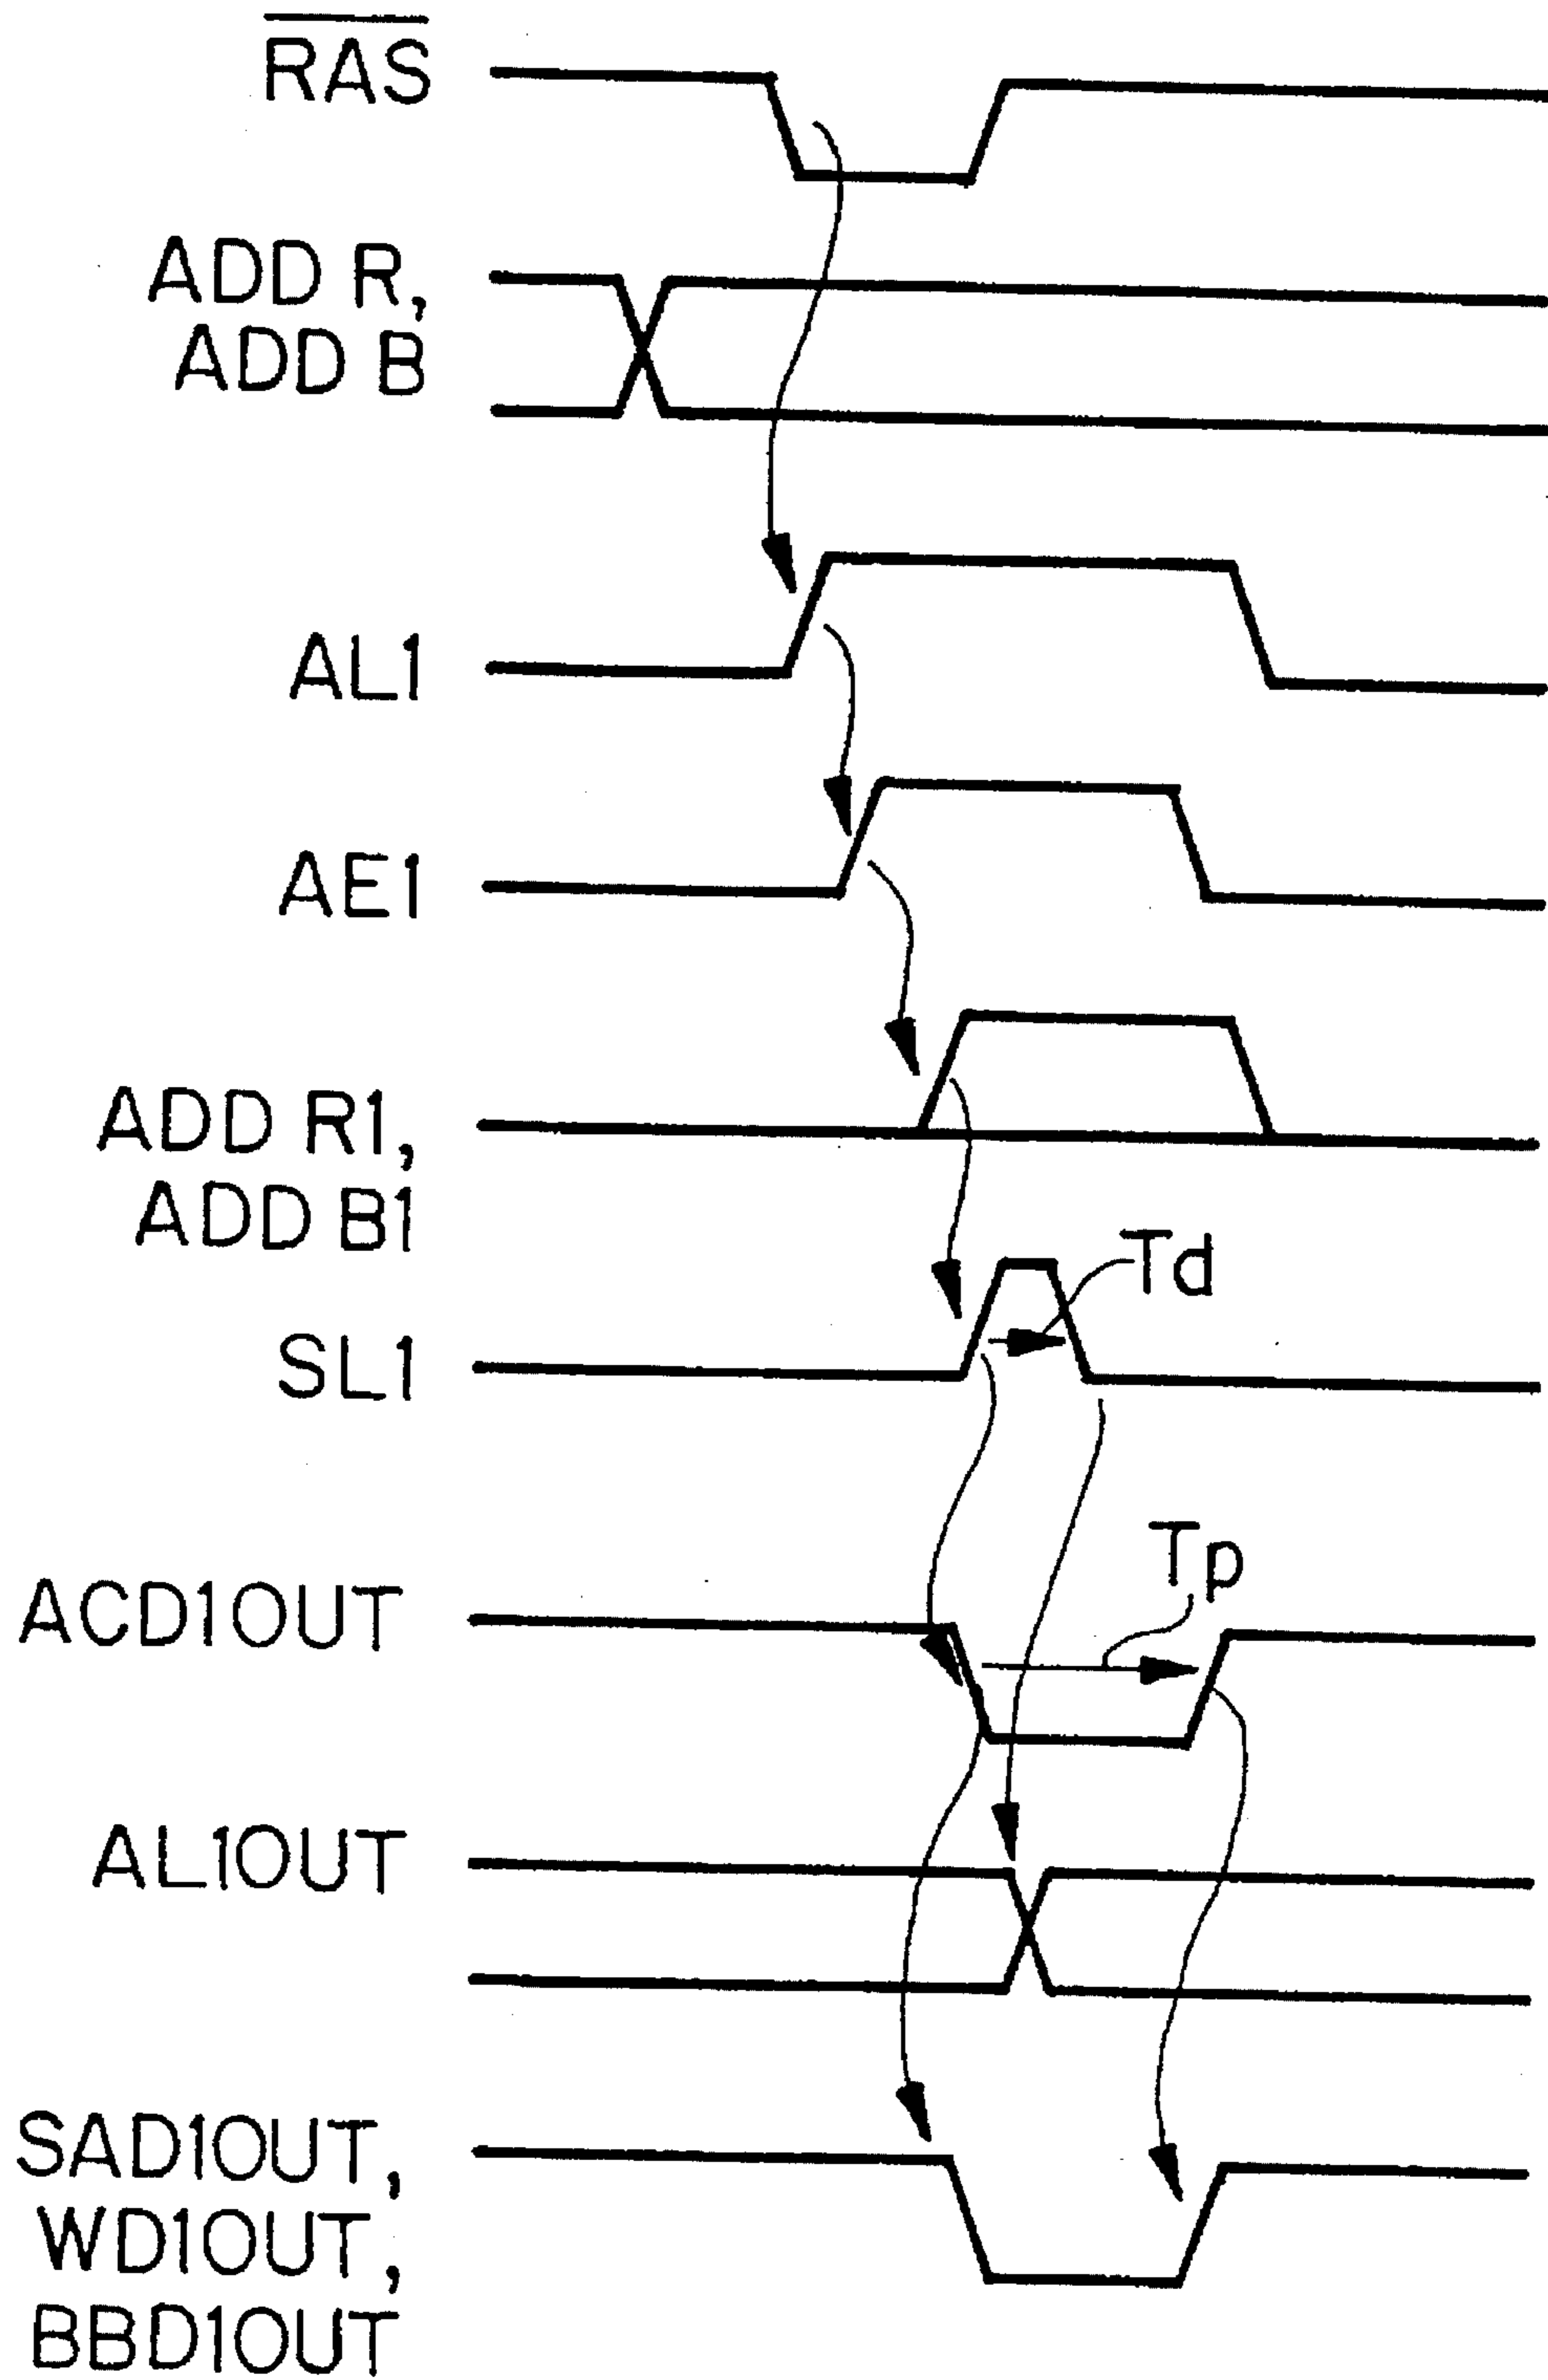 RAS
ADD R,
ADD B
AL1
AE1
ADD R1,
ADD B1
Td
SL1
Tp
ACD1OUT
AL1OUT
SAD1OUT,
WD1OUT,
BBD1OUT